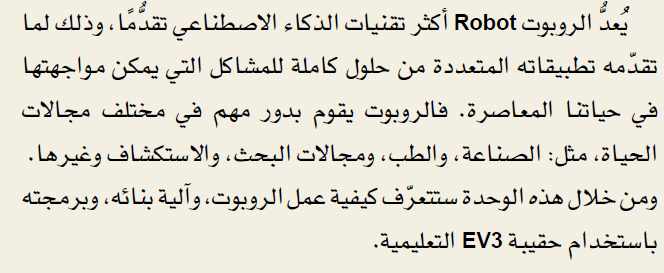 يُعدُّ الروبوت Robot أكثر تقنيات الذكاء الاصطناعي تقدُّمًا، وذلك لما
تقدّمه تطبيقاته المتعددة من حلول كاملة للمشاكل التي يمكن مواجهتها
في حياتنا المعاصرة. فالروبوت يقوم بدور مهم في مختلف مجالات
الحياة، مثل: الصناعة، والطب، ومجالات البحث، والاستكشاف وغيرها.
ومن خلال هذه الوحدة ستتعرّف كيفية عمل الروبوت، وآلية بنائه، وبرمجته
باستخدام حقيبة EV3 التعليمية.